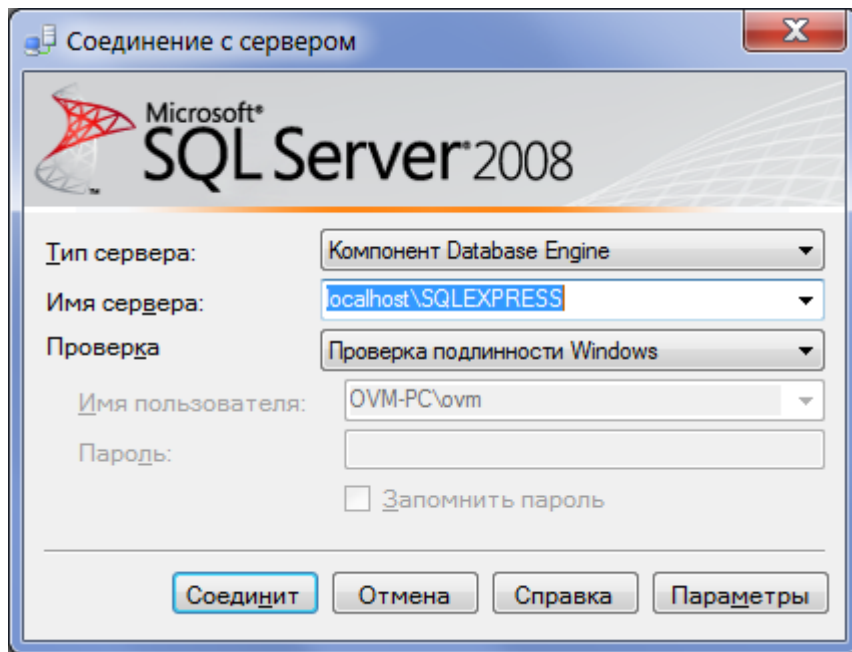 Соединение с сервером
Microsoft®
SQL Server® 2008
Тип сервера: Компонент Database Engine
Имя сервера: localhost\SQLEXPRESS
Проверка Проверка подлинности Windows
Имя пользователя: OVM-PC\ovm
Пароль:
Запомнить пароль
Соединит Отмена Справка Параметры